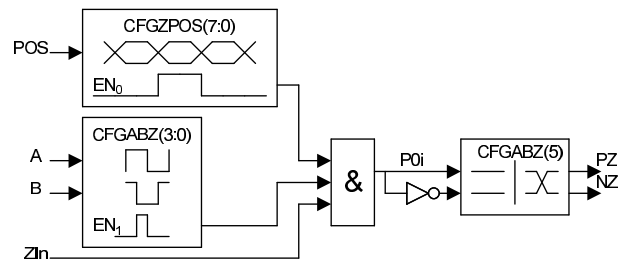 CFGZPOS(7:0)
POS
EN0
CFGABZ(3:0)
A
B
EN1
ZIn
&
P0i
CFGABZ(5)
PZ
NZ